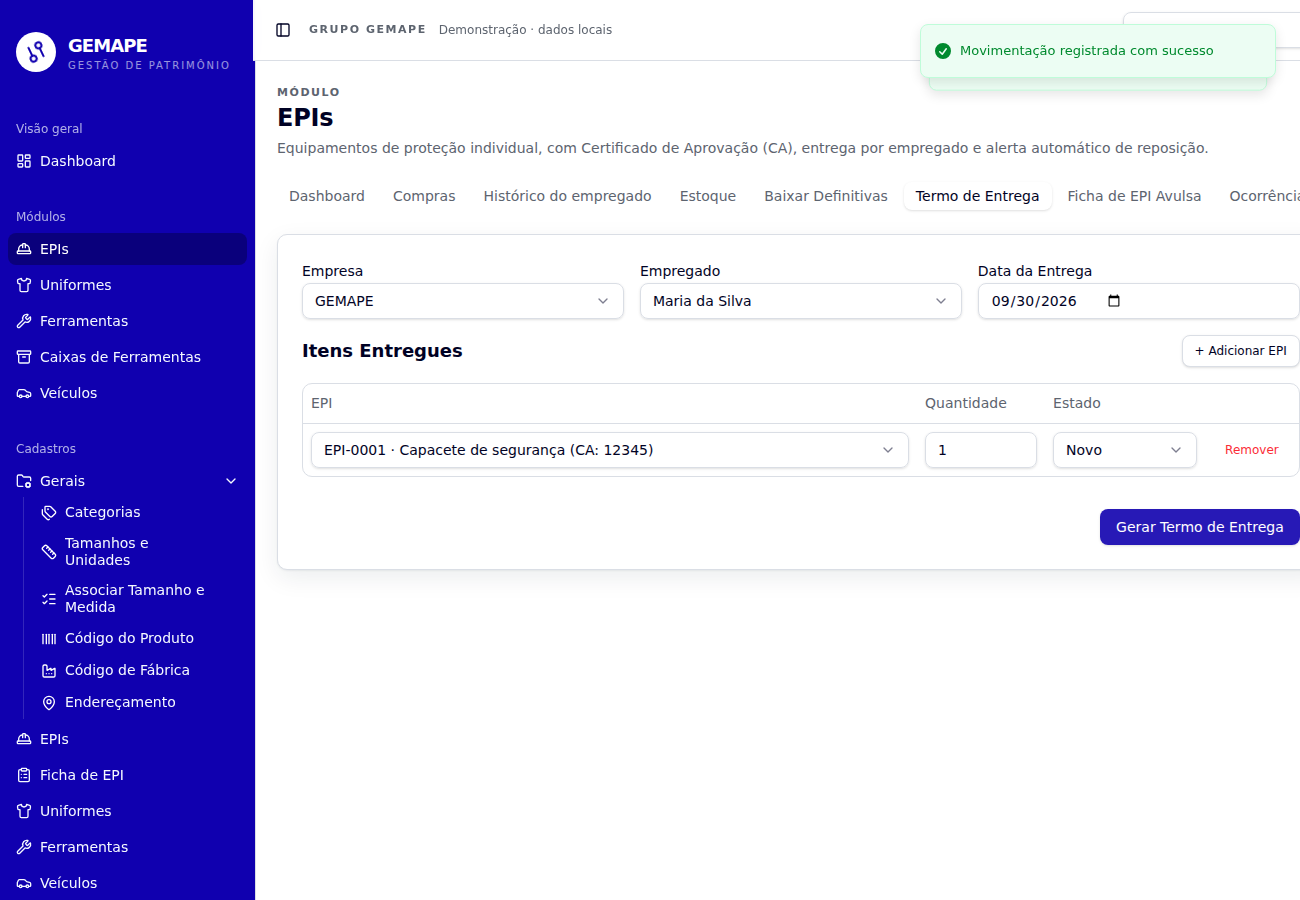 GEMAPE
GESTÃO DE PATRIMÔNIO
Visão geral
Dashboard
Módulos
EPIs
Uniformes
Ferramentas
Caixas de Ferramentas
Veículos
Cadastros
Gerais
Categorias
Tamanhos e
Unidades
Associar Tamanho e
Medida
Código do Produto
Código de Fábrica
Endereçamento
EPIs
Ficha de EPI
Uniformes
Ferramentas
Veículos
GRUPO GEMAPE Demonstração · dados locais
Movimentação registrada com sucesso
MÓDULO
EPIs
Equipamentos de proteção individual, com Certificado de Aprovação (CA), entrega por empregado e alerta automático de reposição.
Dashboard Compras Histórico do empregado Estoque Baixar Definitivas Termo de Entrega Ficha de EPI Avulsa Ocorrência
Empresa Empregado Data da Entrega
GEMAPE Maria da Silva 09/30/2026
Itens Entregues + Adicionar EPI
EPI Quantidade Estado
EPI-0001 · Capacete de segurança (CA: 12345) 1 Novo Remover
Gerar Termo de Entrega